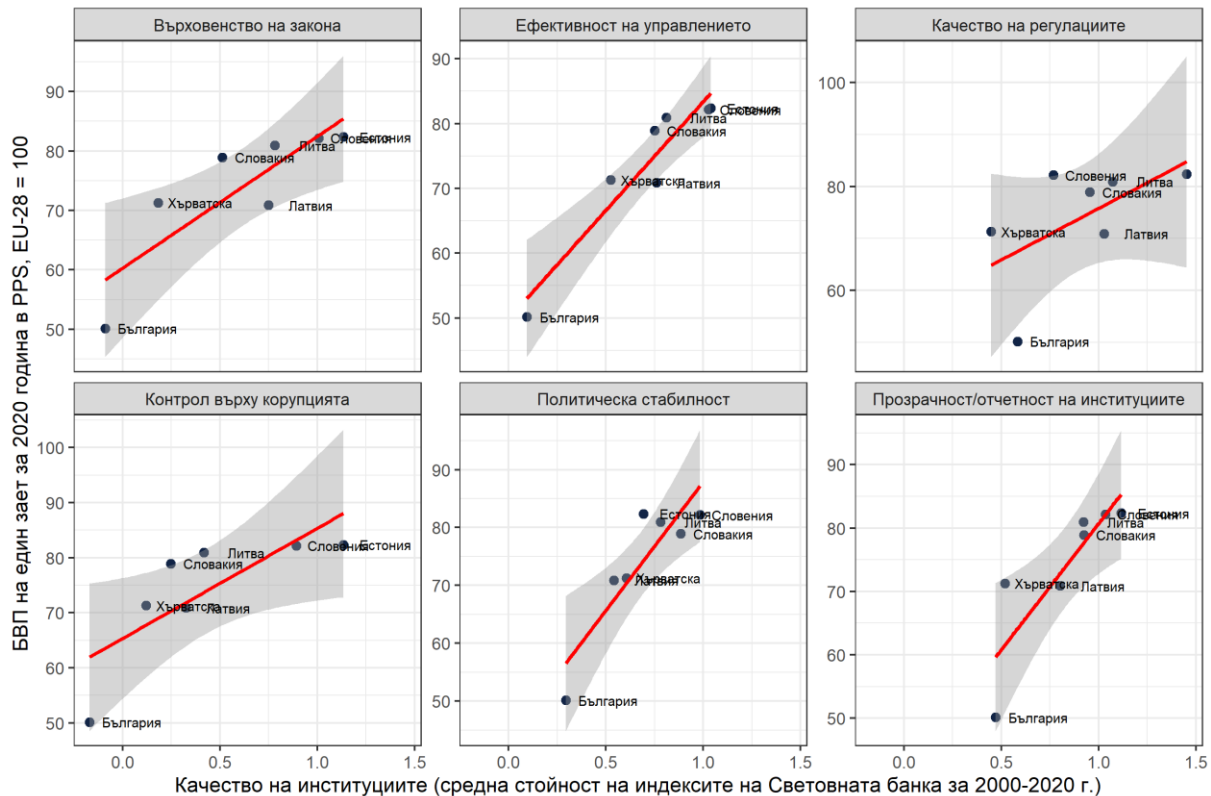 Върховенство на закона
Ефективност на управлението
Качество на регулациите
БВП на един зает за 2020 година в PPS, EU-28 = 100
90
80
70
60
50
Естония
Словения
Литва
Словакия
Хърватска
Латвия
България
90
80
70
60
50
Естония
Словения
Литва
Словакия
Хърватска
Латвия
България
100
80
60
Словения
Литва
Словакия
Хърватска
Латвия
България
Контрол върху корупцията
Политическа стабилност
Прозрачност/отчетност на институциите
100
90
80
70
60
50
Естония
Словения
Литва
Словакия
Хърватска
Латвия
България
0.0 0.5 1.0 1.5
90
80
70
60
50
Естония
Словения
Литва
Словакия
Хърватска
Латвия
България
0.0 0.5 1.0 1.5
90
80
70
60
50
Естония
Словения
Литва
Словакия
Хърватска
Латвия
България
0.0 0.5 1.0 1.5
Качество на институциите (средна стойност на индексите на Световната банка за 2000-2020 г.)